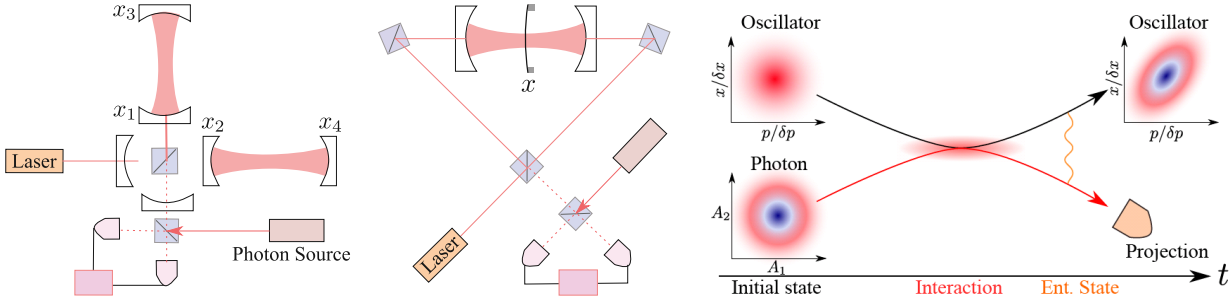 x₃
x₁
x₂
x₄
Laser
Photon Source
x
Laser
Oscillator
x/δx
p/δp
Photon
A₂
A₁
Initial state
Interaction
Ent. State
Oscillator
x/δx
p/δp
Projection
t